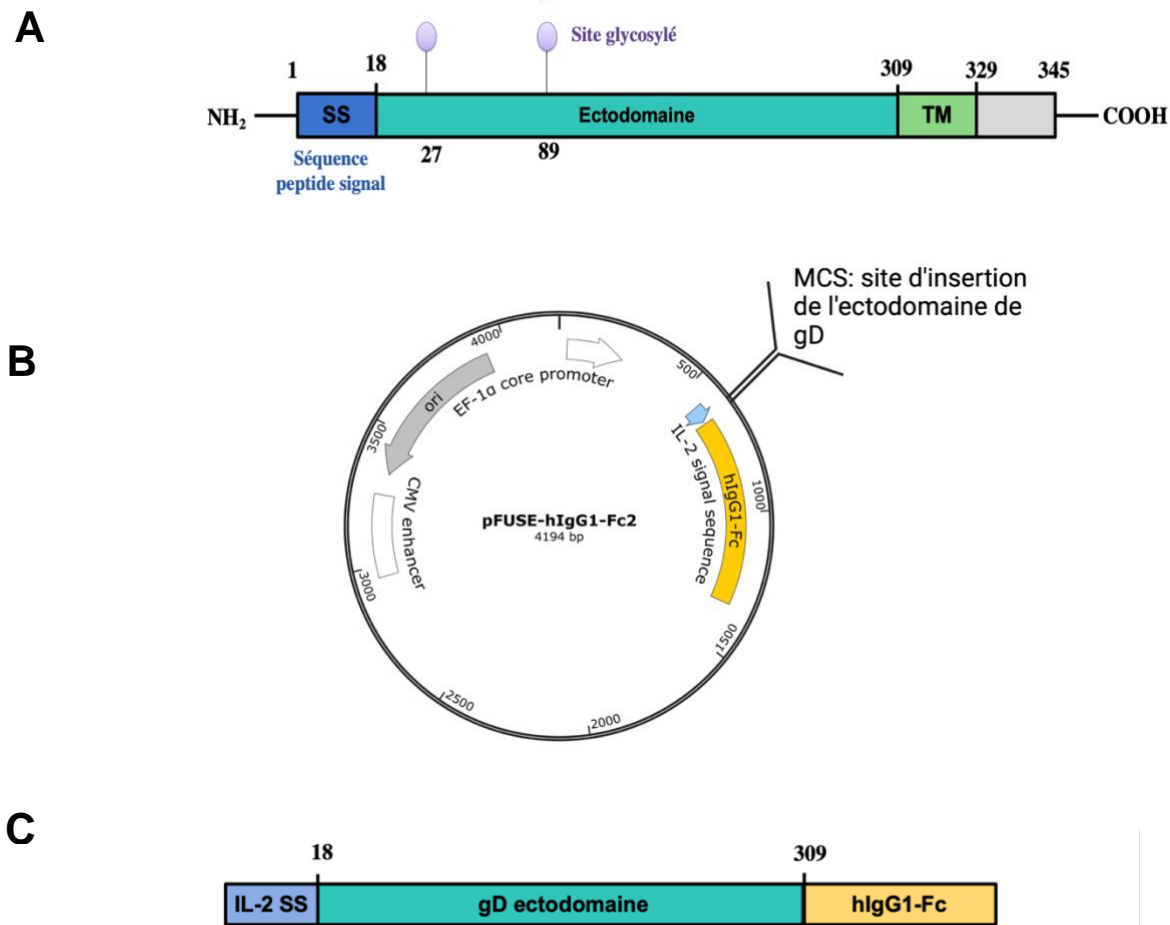 A
Site glycosylé
1
18
309
329
345
NH₂
SS
Ectodomaine
TM
COOH
Séquence
peptide signal
27
89
B
MCS: site d'insertion
de l'ectodomaine de
gD
4000
500
EF-1α core promoter
ori
3500
IL-2 signal sequence
hIgG1-Fc
1000
CMV enhancer
pFUSE-hIgG1-Fc2
4194 bp
3000
1500
2500
2000
C
18
309
IL-2 SS
gD ectodomaine
hIgG1-Fc